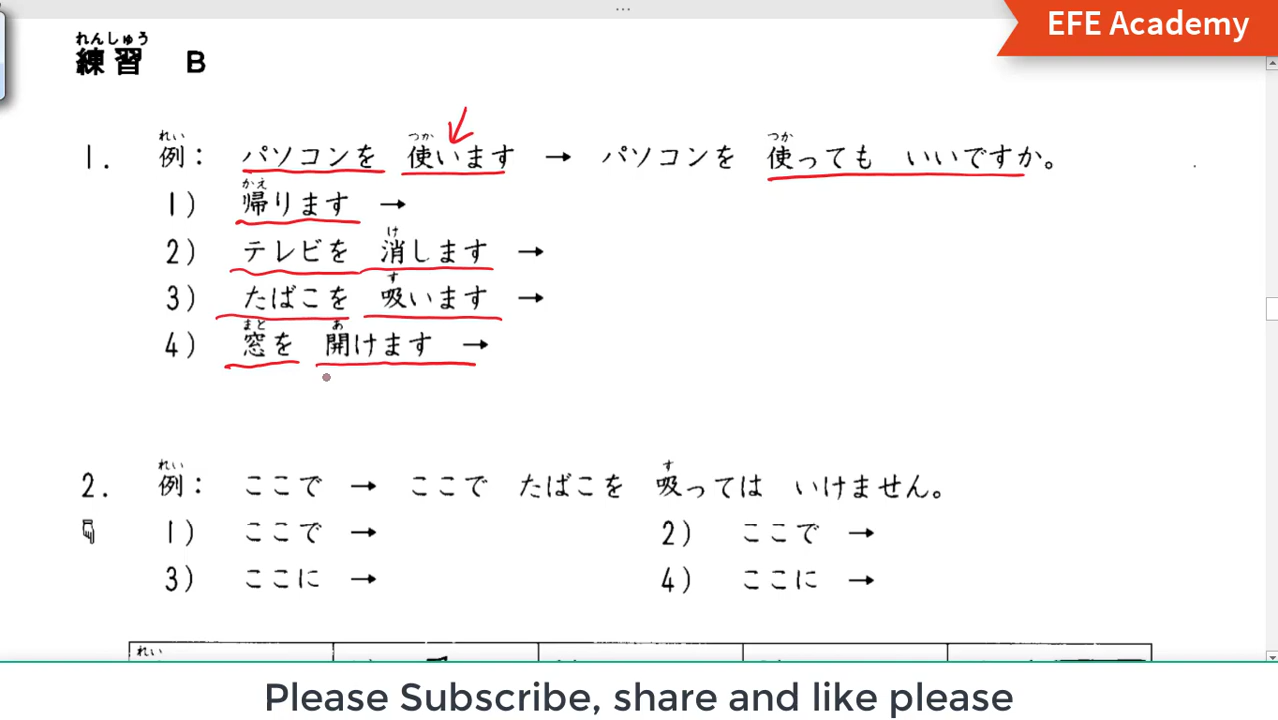 EFE Academy
れんしゅう
練習 B
れい つか つか
1. 例： パソコンを 使います → パソコンを 使っても いいですか。
かえ
1) 帰ります →
け
2) テレビを 消します →
す
3) たばこを 吸います →
まど あ
4) 窓を 開けます →
れい す
2. 例： ここで → ここで たばこを 吸っては いけません。
1) ここで → 2) ここで →
3) ここに → 4) ここに →
れい
Please Subscribe, share and like please